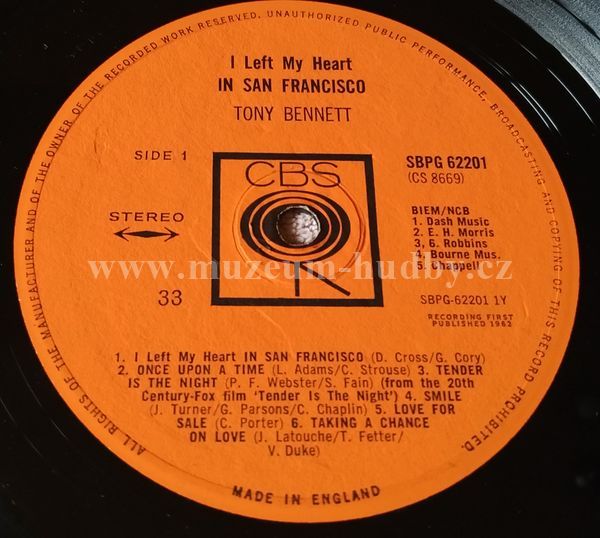 ALL RIGHTS OF THE MANUFACTURER AND OF THE OWNER OF THE RECORDED WORK RESERVED. UNAUTHORIZED PUBLIC PERFORMANCE, BROADCASTING AND COPYING OF THIS RECORD PROHIBITED.
I Left My Heart
IN SAN FRANCISCO
TONY BENNETT
SIDE 1
CBS
SBPG 62201
(CS 8669)
STEREO
BIEM/NCB
1. Dash Music
2. E. H. Morris
3, 6. Robbins
4. Bourne Mus.
5. Chappell
www.muzeum-hudby.cz
33
SBPG-62201 1Y
RECORDING FIRST
PUBLISHED 1962
1. I Left My Heart IN SAN FRANCISCO (D. Cross/G. Cory)
2. ONCE UPON A TIME (L. Adams/C. Strouse) 3. TENDER
IS THE NIGHT (P. F. Webster/S. Fain) (from the 20th
Century-Fox film 'Tender Is The Night') 4. SMILE
(J. Turner/G. Parsons/C. Chaplin) 5. LOVE FOR
SALE (C. Porter) 6. TAKING A CHANCE
ON LOVE (J. Latouche/T. Fetter/
V. Duke)
MADE IN ENGLAND